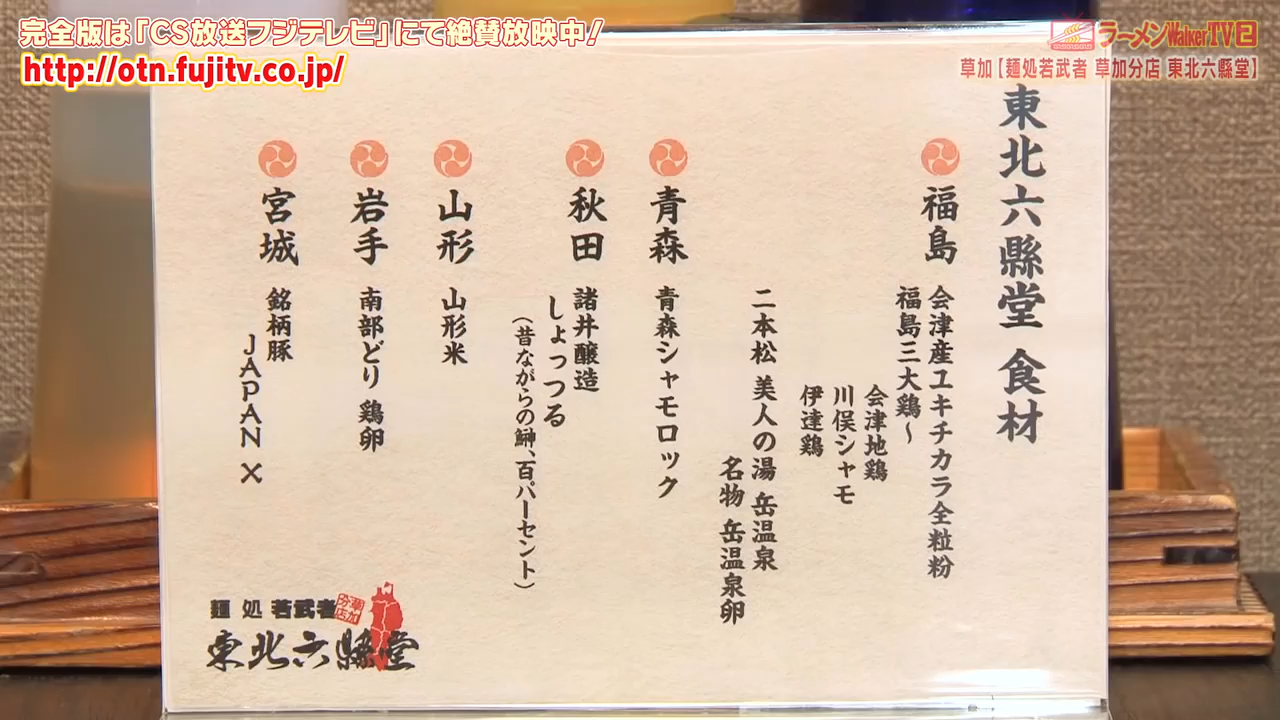 完全版は「CS放送フジテレビ」にて絶賛放映中！
http://otn.fujitv.co.jp/
ラーメンWalkerTV2
草加【麺処若武者 草加分店 東北六縣堂】
東北六縣堂 食材
福島
会津産ユキチカラ全粒粉
福島三大鶏～
会津地鶏
川俣シャモ
伊達鶏
二本松 美人の湯 岳温泉
名物 岳温泉卵
青森
青森シャモロック
秋田
諸井醸造
しょっつる
（昔ながらの鰰、百パーセント）
山形
山形米
岩手
南部どり 鶏卵
宮城
銘柄豚
JAPAN X
麺処 若武者
草加分店
東北六縣堂